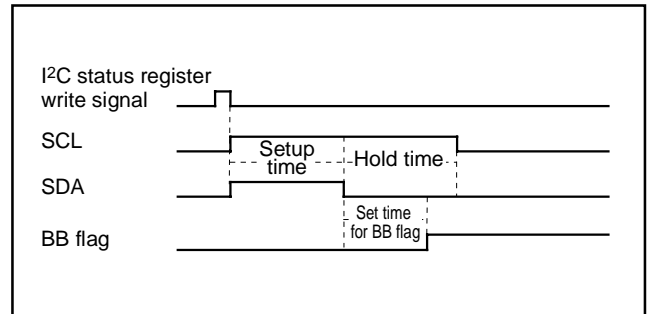 I²C status register
write signal
SCL
Setup
time
Hold time
SDA
Set time
for BB flag
BB flag